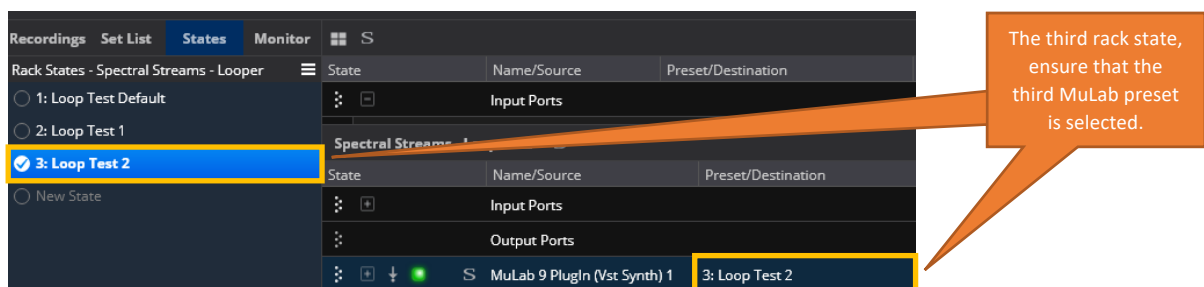 Recordings Set List States Monitor S
Rack States - Spectral Streams - Looper
State Name/Source Preset/Destination
1: Loop Test Default
Input Ports
2: Loop Test 1
Spectral Streams
3: Loop Test 2
State Name/Source Preset/Destination
New State
Input Ports
Output Ports
S MuLab 9 PlugIn (Vst Synth) 1 3: Loop Test 2
The third rack state,
ensure that the
third MuLab preset
is selected.